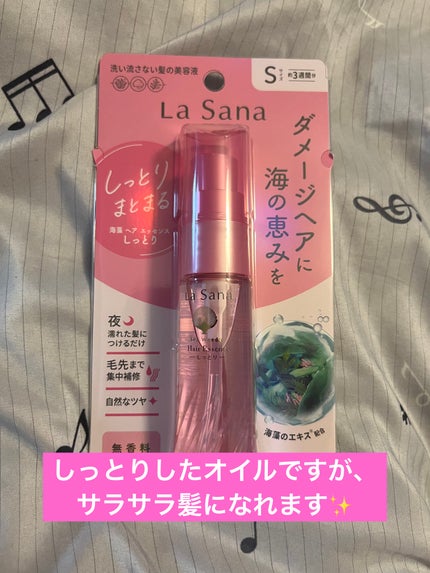 洗い流さない髪の美容液
Sサイズ 約3週間分
La Sana
ダメージヘアに
海の恵みを
しっとり
まとまる
海藻 ヘア エッセンス
しっとり
La Sana
Hair Essence
しっとり
夜
濡れた髪に
つけるだけ
毛先まで
集中補修
自然なツヤ
海藻のエキス 配合
無香料
しっとりしたオイルですが、
サラサラ髪になれます✨